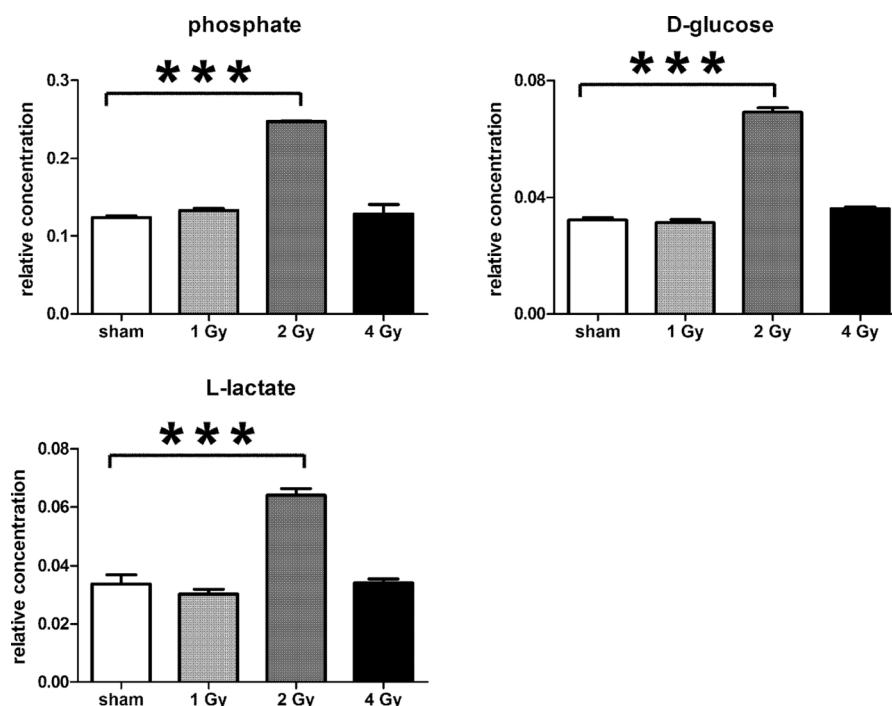 phosphate
***
relative concentration
0.3
0.2
0.1
0.0
sham 1 Gy 2 Gy 4 Gy
D-glucose
***
relative concentration
0.08
0.04
0.00
sham 1 Gy 2 Gy 4 Gy
L-lactate
***
relative concentration
0.08
0.06
0.04
0.02
0.00
sham 1 Gy 2 Gy 4 Gy